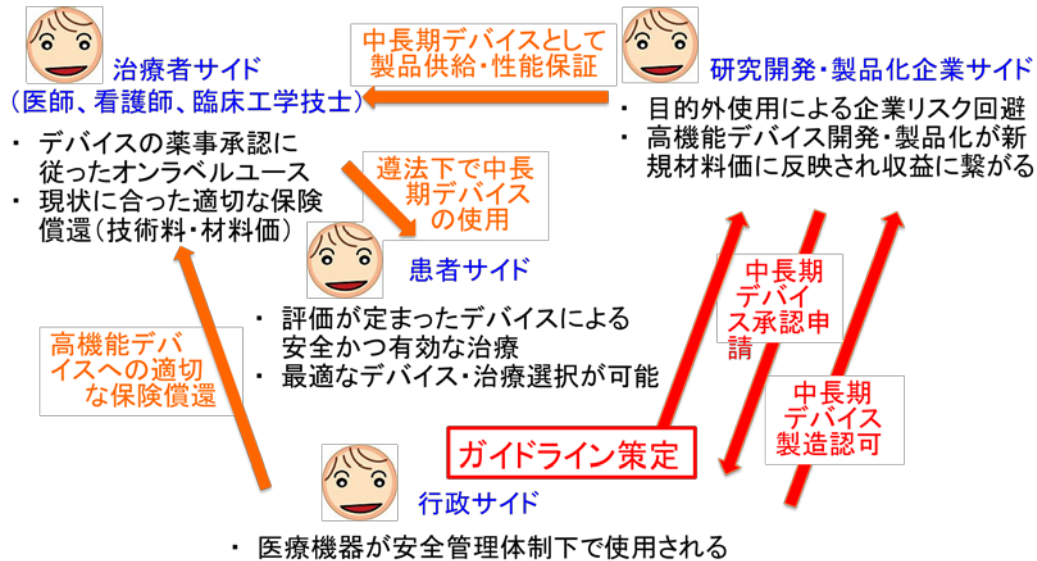 治療者サイド
（医師、看護師、臨床工学技士）
・ デバイスの薬事承認に
従ったオンラベルユース
・ 現状に合った適切な保険
償還（技術料・材料価）
中長期デバイスとして
製品供給・性能保証
研究開発・製品化企業サイド
・ 目的外使用による企業リスク回避
・ 高機能デバイス開発・製品化が新
規材料価に反映され収益に繋がる
遵法下で中長
期デバイス
の使用
患者サイド
・ 評価が定まったデバイスによる
安全かつ有効な治療
・ 最適なデバイス・治療選択が可能
高機能デバ
イスへの適切
な保険償還
中長期
デバイ
ス承認申
請
中長期
デバイス
製造認可
ガイドライン策定
行政サイド
・ 医療機器が安全管理体制下で使用される